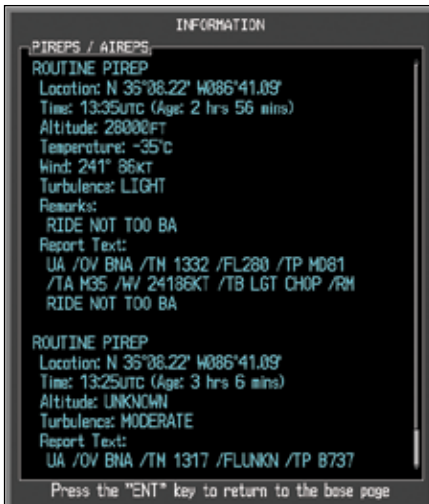 INFORMATION
PIREPS / AIREPS
ROUTINE PIREP
Location: N 36°08.22' W086°41.09'
Time: 13:35UTC (Age: 2 hrs 56 mins)
Altitude: 28000FT
Temperature: -35°C
Wind: 241° 86KT
Turbulence: LIGHT
Remarks:
RIDE NOT TOO BA
Report Text:
UA /OV BNA /TM 1332 /FL280 /TP MD81
/TA M35 /WV 24186KT /TB LGT CHOP /RM
RIDE NOT TOO BA
ROUTINE PIREP
Location: N 36°08.22' W086°41.09'
Time: 13:25UTC (Age: 3 hrs 6 mins)
Altitude: UNKNOWN
Turbulence: MODERATE
Report Text:
UA /OV BNA /TM 1317 /FLUNKN /TP B737
Press the "ENT" key to return to the base page